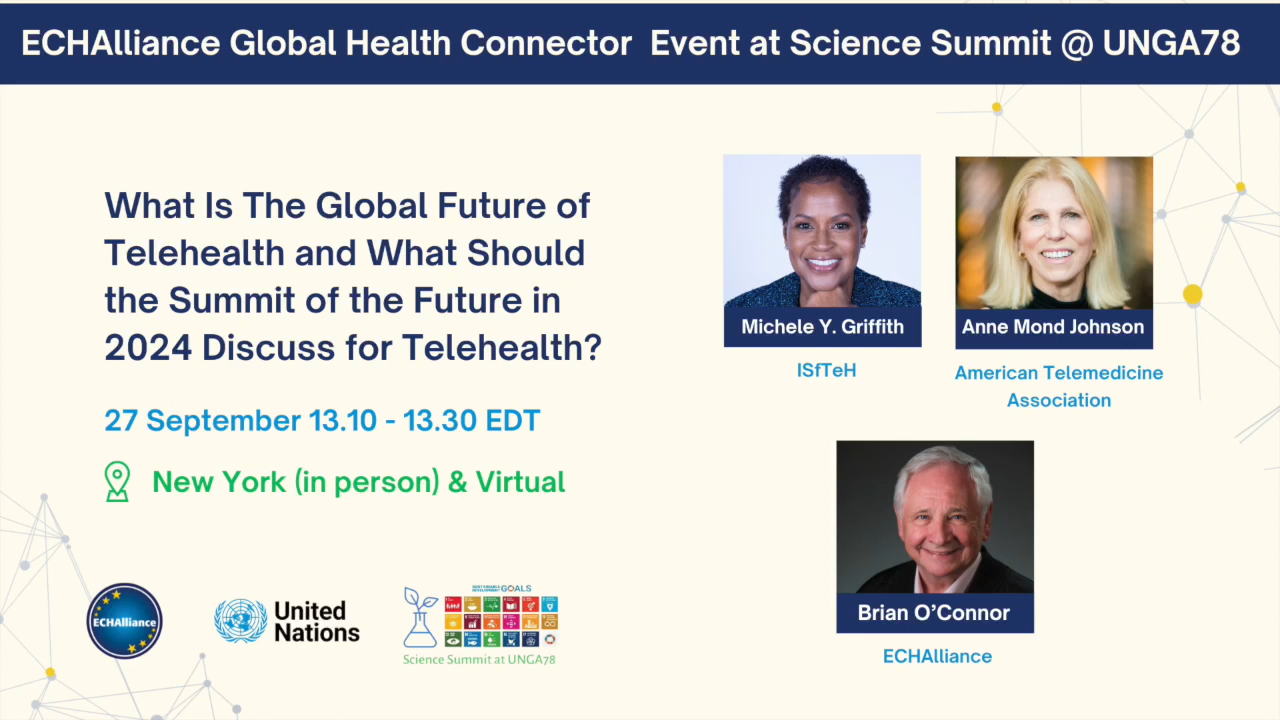 ECHAlliance Global Health Connector Event at Science Summit @ UNGA78
What Is The Global Future of
Telehealth and What Should
the Summit of the Future in
2024 Discuss for Telehealth?
27 September 13.10 - 13.30 EDT
New York (in person) & Virtual
Michele Y. Griffith
ISfTeH
Anne Mond Johnson
American Telemedicine
Association
Brian O’Connor
ECHAlliance
ECHAlliance
United
Nations
SUSTAINABLE
DEVELOPMENT GOALS
Science Summit at UNGA78